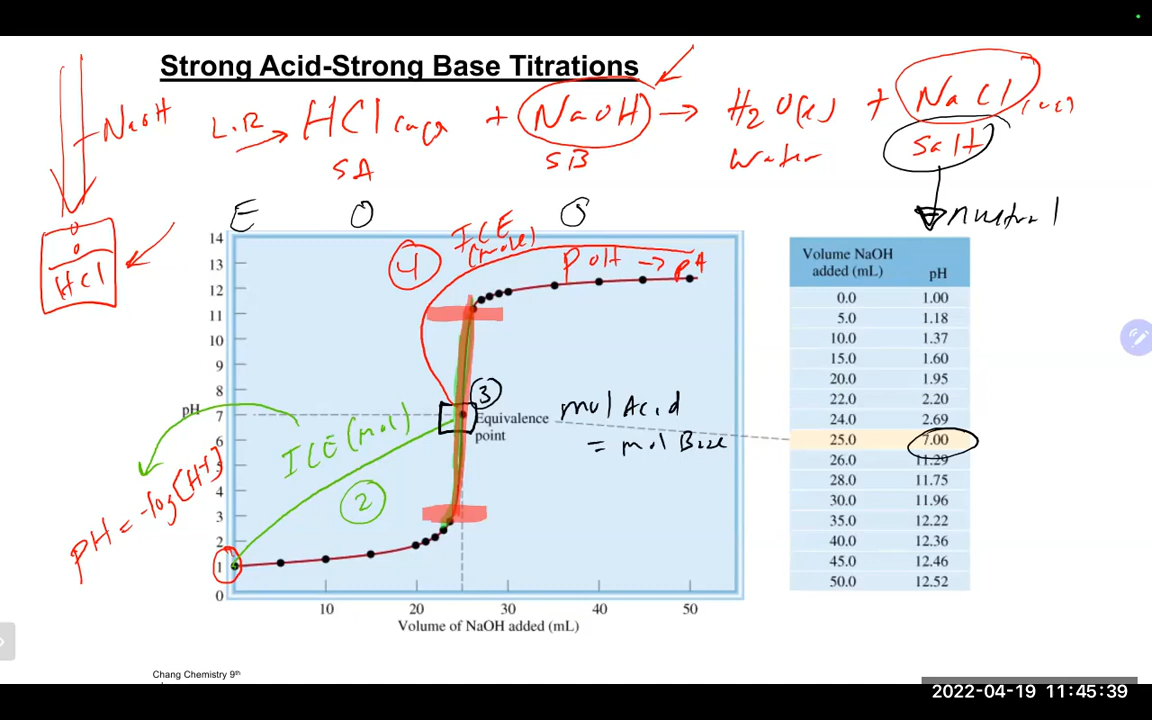 Strong Acid-Strong Base Titrations
NaOH
L.R → HCl + NaOH → H₂O(l) + NaCl
SA
SB
Water
Salt
neutral
HCl
E O
14
13
12
11
10
9
8
7
6
5
4
3
2
1
0
pH
10 20 30 40 50
Volume of NaOH added (mL)
4
ICE
(mole)
pOH → pH
3
Equivalence
point
mol Acid
= mol Base
ICE (mol)
2
pH = -log[H+]
Volume NaOH
added (mL) pH
0.0 1.00
5.0 1.18
10.0 1.37
15.0 1.60
20.0 1.95
22.0 2.20
24.0 2.69
25.0 7.00
26.0 11.29
28.0 11.75
30.0 11.96
35.0 12.22
40.0 12.36
45.0 12.46
50.0 12.52
Chang Chemistry 9th
2022-04-19 11:45:39